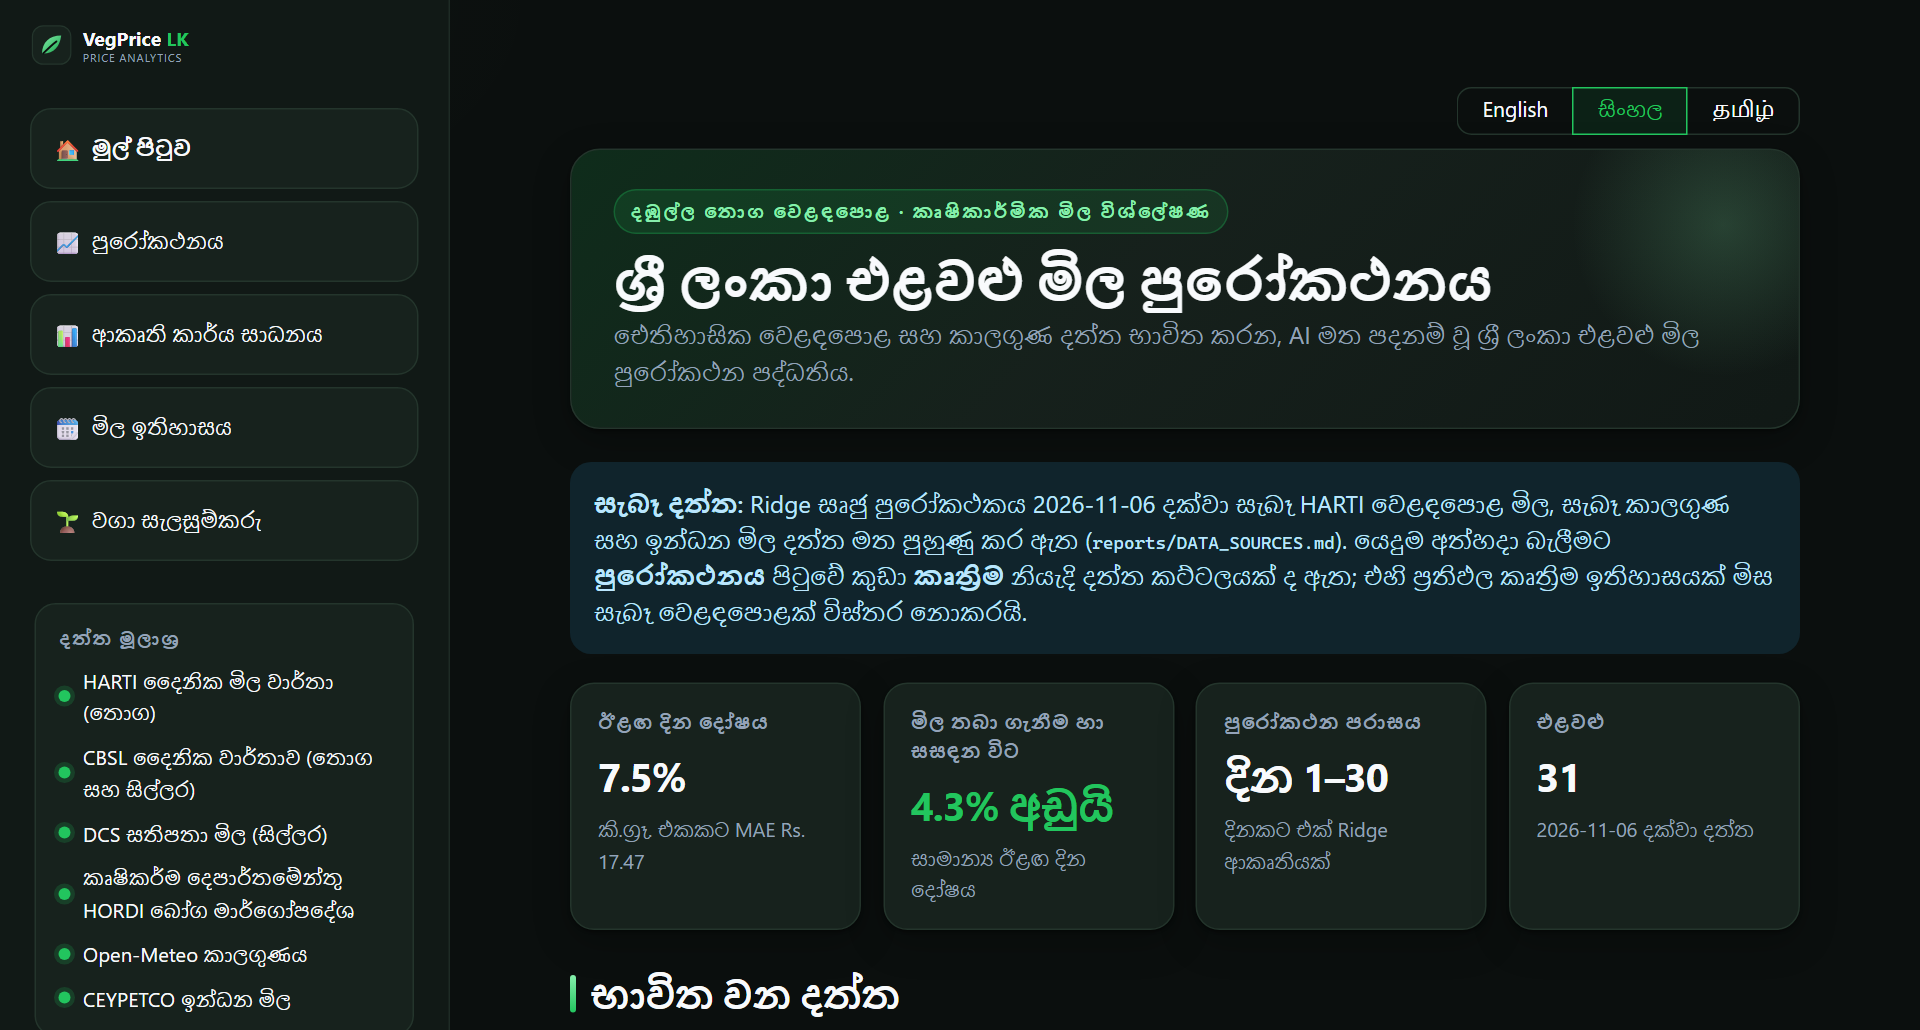 VegPrice LK
PRICE ANALYTICS
මුල් පිටුව
පුරෝකථනය
ආකෘති කාර්ය සාධනය
මිල ඉතිහාසය
වගා සැලසුම්කරු
දත්ත මූලාශ්‍ර
HARTI දෛනික මිල වාර්තා
(තොග)
CBSL දෛනික වාර්තාව (තොග
සහ සිල්ලර)
DCS සතිපතා මිල (සිල්ලර)
කෘෂිකර්ම දෙපාර්තමේන්තු
HORDI බෝග මාර්ගෝපදේශ
Open-Meteo කාලගුණය
CEYPETCO ඉන්ධන මිල
English
සිංහල
தமிழ்
දඹුල්ල තොග වෙළඳපොළ · කෘෂිකාර්මික මිල විශ්ලේෂණ
ශ්‍රී ලංකා එළවළු මිල පුරෝකථනය
ඓතිහාසික වෙළඳපොළ සහ කාලගුණ දත්ත භාවිත කරන, AI මත පදනම් වූ ශ්‍රී ලංකා එළවළු මිල
පුරෝකථන පද්ධතිය.
සැබෑ දත්ත: Ridge සෘජු පුරෝකථකය 2026-11-06 දක්වා සැබෑ HARTI වෙළඳපොළ මිල, සැබෑ කාලගුණ
සහ ඉන්ධන මිල දත්ත මත පුහුණු කර ඇත (reports/DATA_SOURCES.md). යෙදුම අත්හදා බැලීමට
පුරෝකථනය පිටුවේ කුඩා කෘත්‍රිම නියැදි දත්ත කට්ටලයක් ද ඇත; එහි ප්‍රතිඵල කෘත්‍රිම ඉතිහාසයක් මිස
සැබෑ වෙළඳපොළක් විස්තර නොකරයි.
ඊළඟ දින දෝෂය
7.5%
කි.ග්‍රෑ. එකකට MAE Rs.
17.47
මිල තබා ගැනීම හා
සසඳන විට
4.3% අඩුයි
සාමාන්‍ය ඊළඟ දින
දෝෂය
පුරෝකථන පරාසය
දින 1–30
දිනකට එක් Ridge
ආකෘතියක්
එළවළු
31
2026-11-06 දක්වා දත්ත
භාවිත වන දත්ත